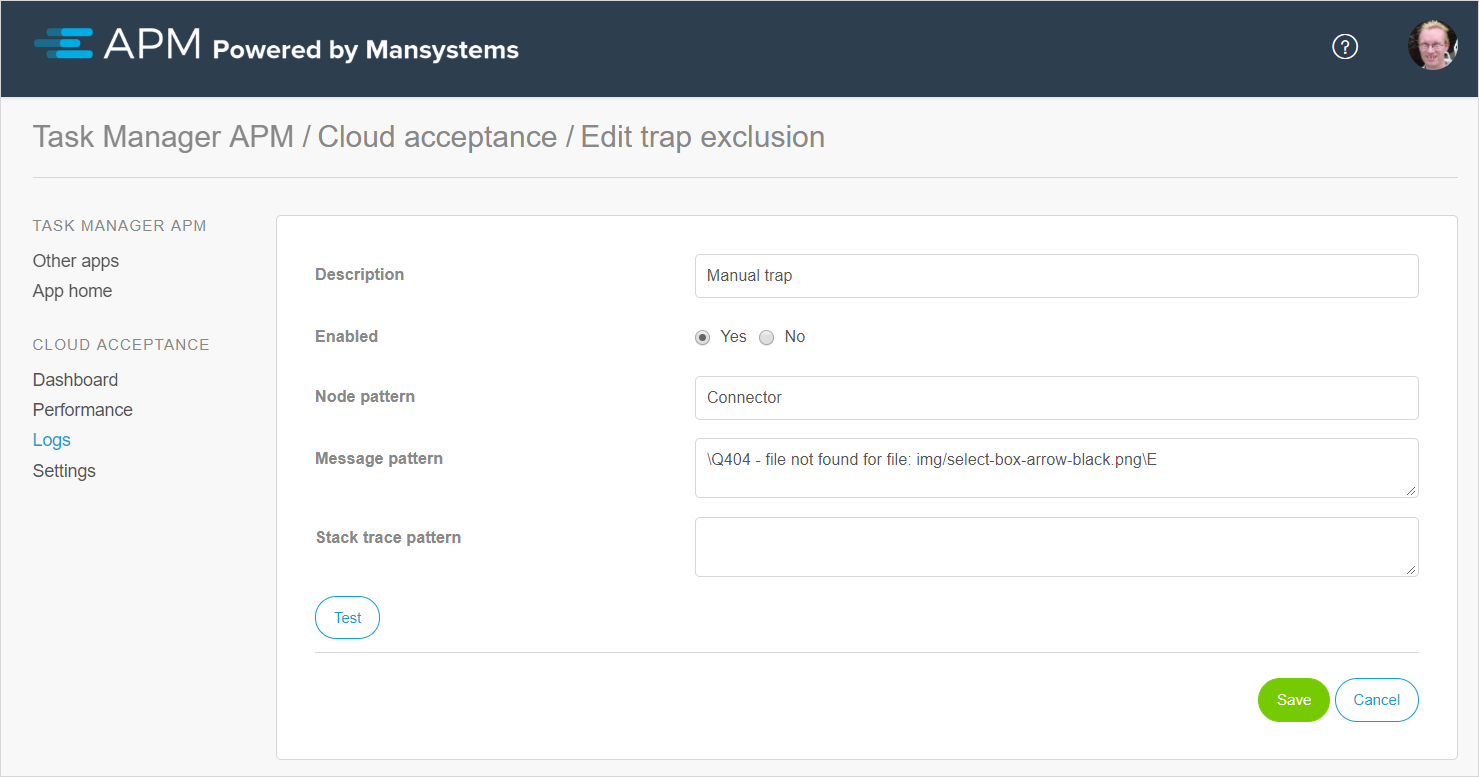 APM Powered by Mansystems
?
Task Manager APM / Cloud acceptance / Edit trap exclusion
TASK MANAGER APM
Other apps
App home
CLOUD ACCEPTANCE
Dashboard
Performance
Logs
Settings
Description
Manual trap
Enabled
Yes No
Node pattern
Connector
Message pattern
\Q404 - file not found for file: img/select-box-arrow-black.png\E
Stack trace pattern
Test
Save Cancel